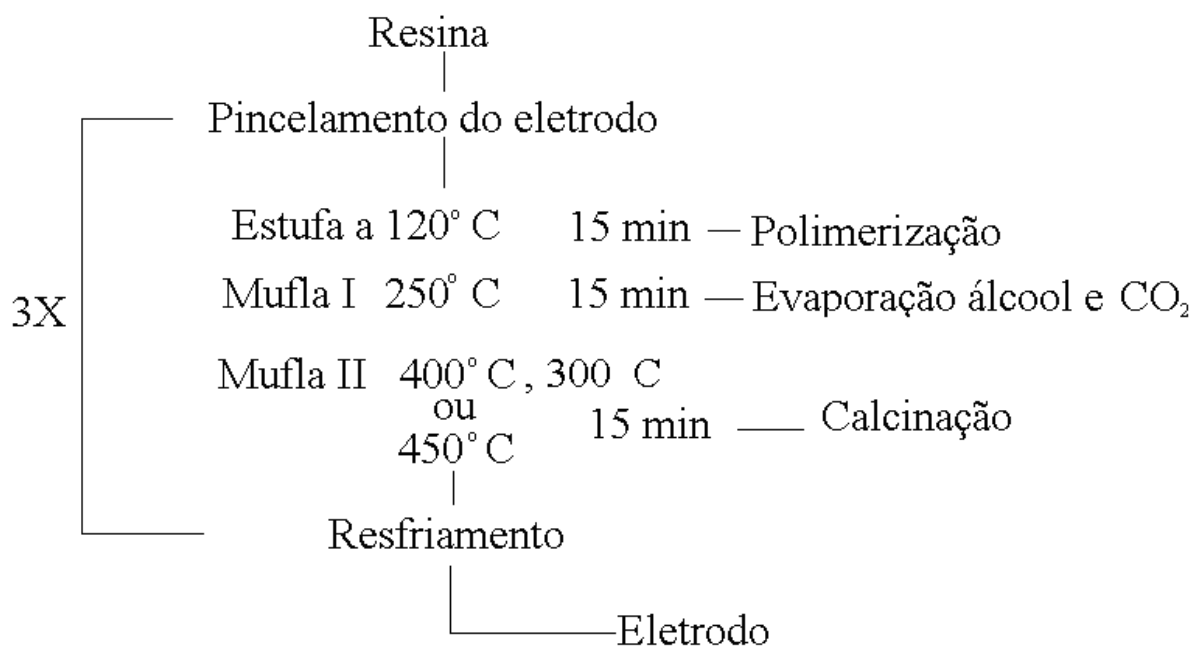 Resina
Pincelamento do eletrodo
Estufa a 120° C 15 min — Polimerização
3X
Mufla I 250° C 15 min — Evaporação álcool e CO₂
Mufla II 400° C , 300 C
ou
15 min — Calcinação
450° C
Resfriamento
Eletrodo